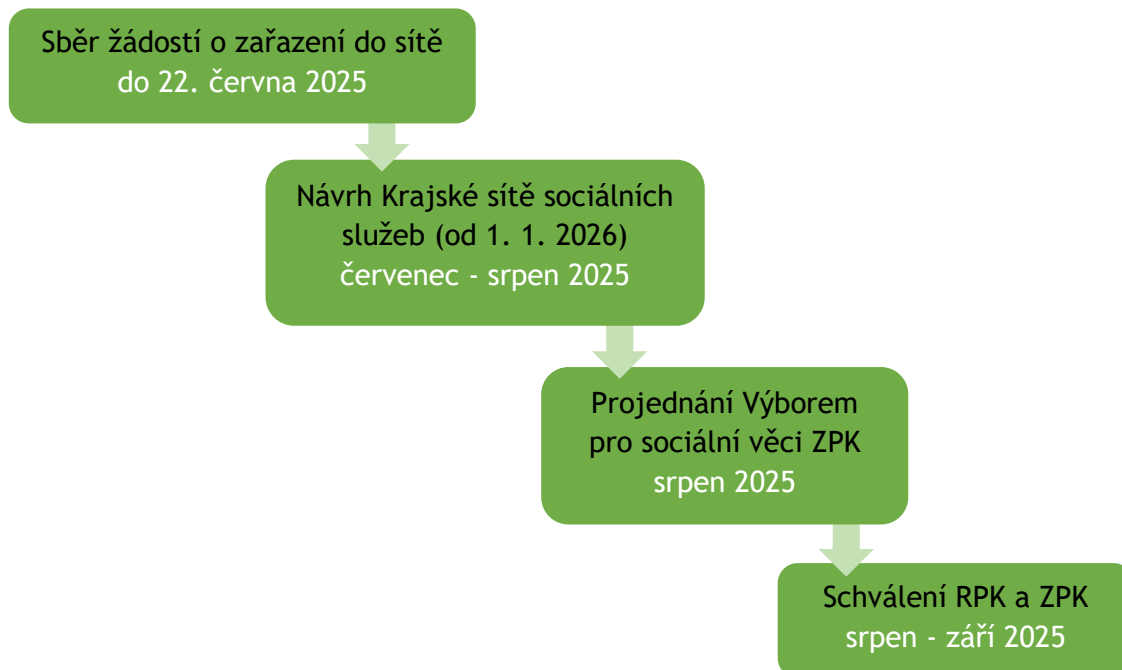 Sběr žádostí o zařazení do sítě
do 22. června 2025
Návrh Krajské sítě sociálních
služeb (od 1. 1. 2026)
červenec - srpen 2025
Projednání Výborem
pro sociální věci ZPK
srpen 2025
Schválení RPK a ZPK
srpen - září 2025